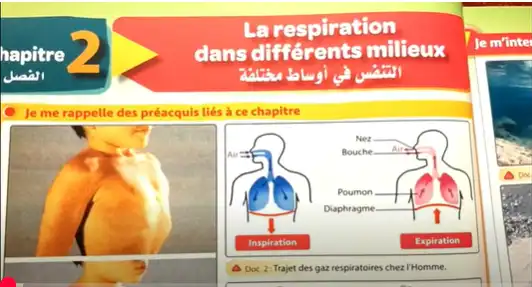 hapitre
2
الفصل
La respiration
dans différents milieux
التنفس في أوساط مختلفة
Je m'inter
Je me rappelle des préacquis liés à ce chapitre
Air
Inspiration
Nez
Bouche
Air
Poumon
Diaphragme
Expiration
Doc. 2: Trajet des gaz respiratoires chez l'Homme.
Doc